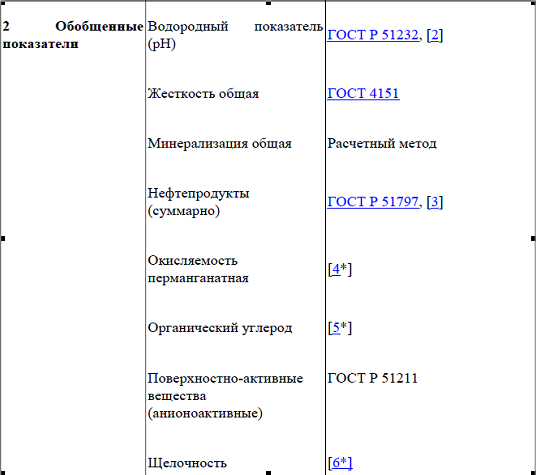 2 Обобщенные показатели
Водородный показатель (pH)
ГОСТ Р 51232, [2]
Жесткость общая
ГОСТ 4151
Минерализация общая
Расчетный метод
Нефтепродукты
(суммарно)
ГОСТ Р 51797, [3]
Окисляемость
перманганатная
[4*]
Органический углерод
[5*]
Поверхностно-активные
вещества
(анионоактивные)
ГОСТ Р 51211
Щелочность
[6*]